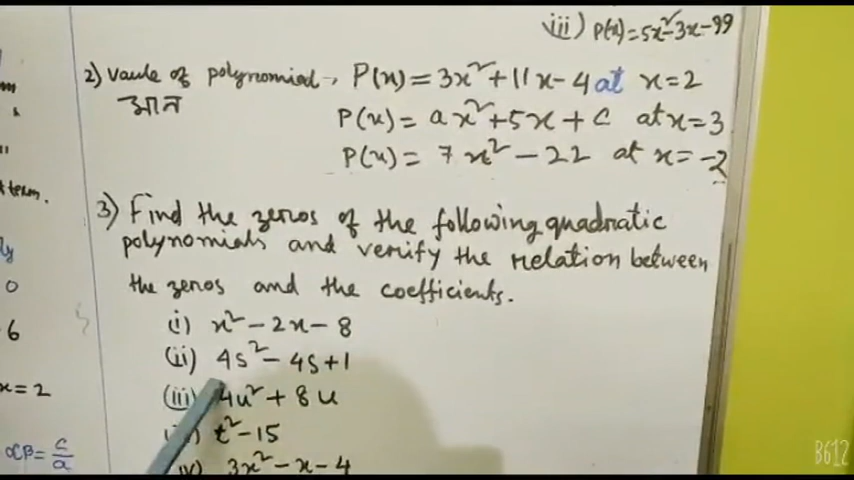 iii) P(x) = 5x² - 3x - 99
2) Vaule of polynomial → P(x) = 3x² + 11x - 4 at x = 2
मान
P(x) = ax² + 5x + c at x = 3
P(x) = 7x² - 22 at x = -2
3) Find the zeros of the following quadratic
polynomials and verify the relation between
the zeros and the coefficients.
(i) x² - 2x - 8
(ii) 4s² - 4s + 1
(iii) 4u² + 8u
t² - 15
3x² - x - 4
term.
0
6
x = 2
αβ = c/a
B612